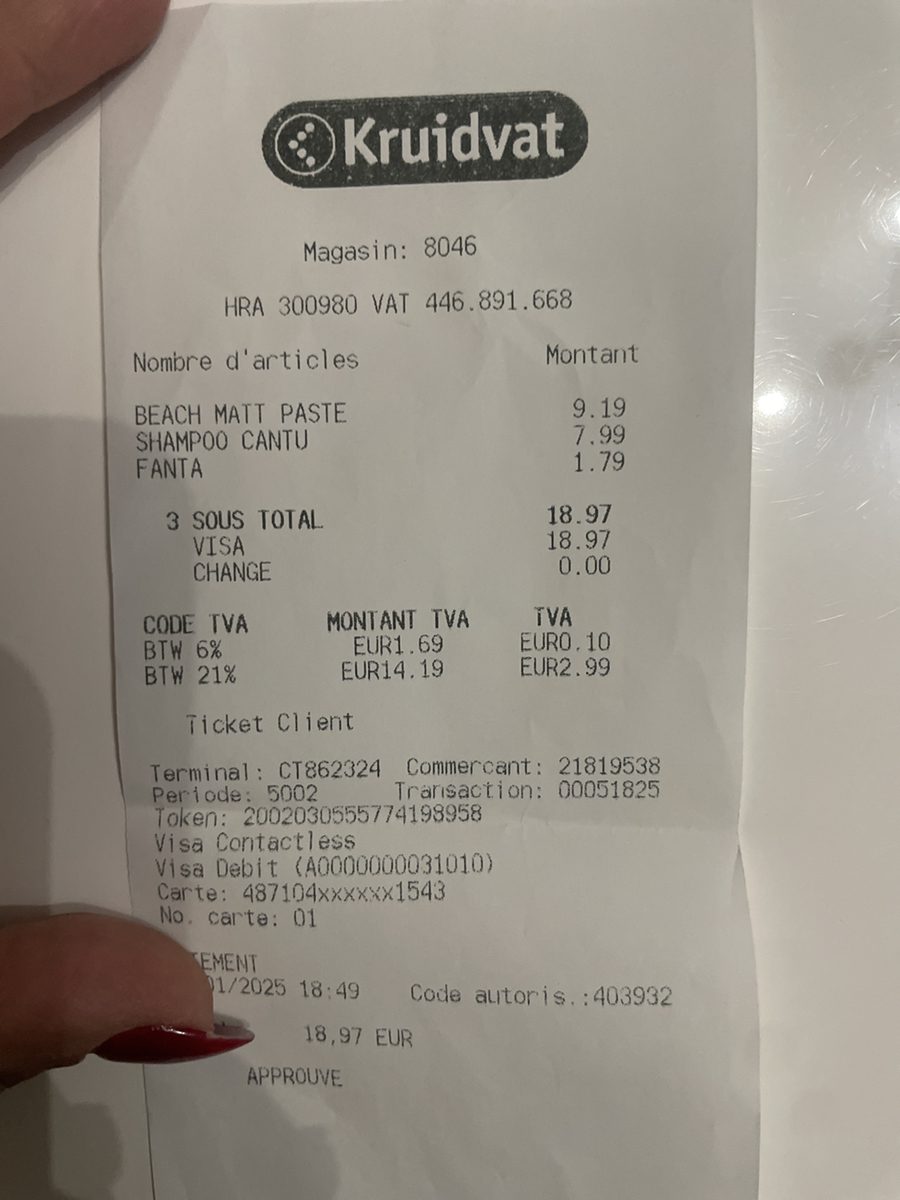 Kruidvat
Magasin: 8046
HRA 300980 VAT 446.891.668
Nombre d'articles Montant
BEACH MATT PASTE 9.19
SHAMPOO CANTU 7.99
FANTA 1.79
3 SOUS TOTAL 18.97
VISA 18.97
CHANGE 0.00
CODE TVA MONTANT TVA TVA
BTW 6% EUR1.69 EUR0.10
BTW 21% EUR14.19 EUR2.99
Ticket Client
Terminal: CT862324 Commercant: 21819538
Periode: 5002 Transaction: 00051825
Token: 2002030555774198958
Visa Contactless
Visa Debit (A0000000031010)
Carte: 487104xxxxxx1543
No. carte: 01
EMENT
01/2025 18:49 Code autoris.:403932
18,97 EUR
APPROUVE